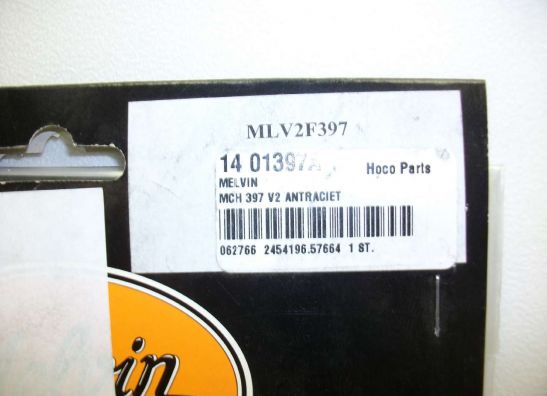 MLV2F397
14 01397A Hoco Parts
MELVIN
MCH 397 V2 ANTRACIET
062766 2454196.57664 1 ST.